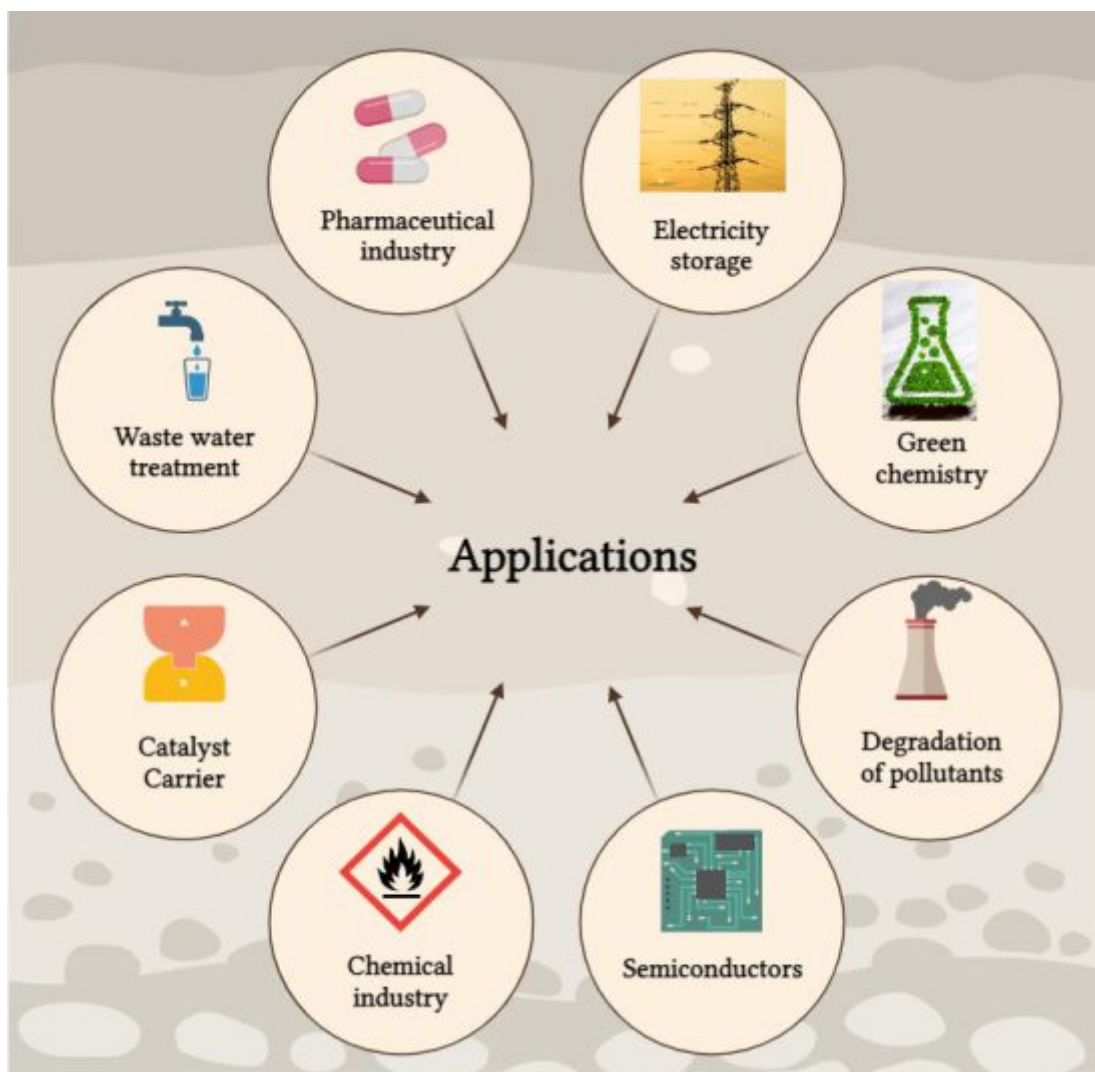 Pharmaceutical
industry
Electricity
storage
Waste water
treatment
Green
chemistry
Applications
Catalyst
Carrier
Degradation
of pollutants
Chemical
industry
Semiconductors